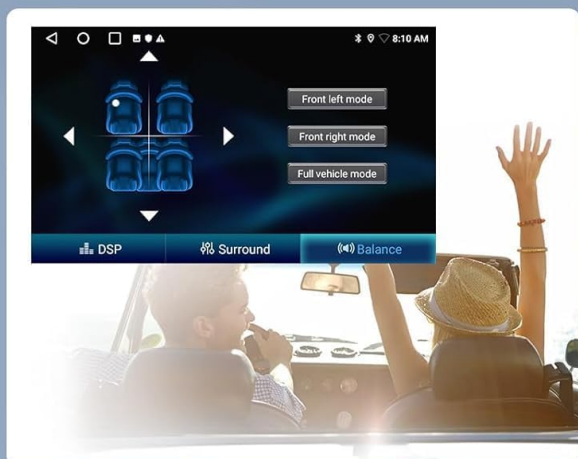 8:10 AM
Front left mode
Front right mode
Full vehicle mode
DSP
Surround
Balance